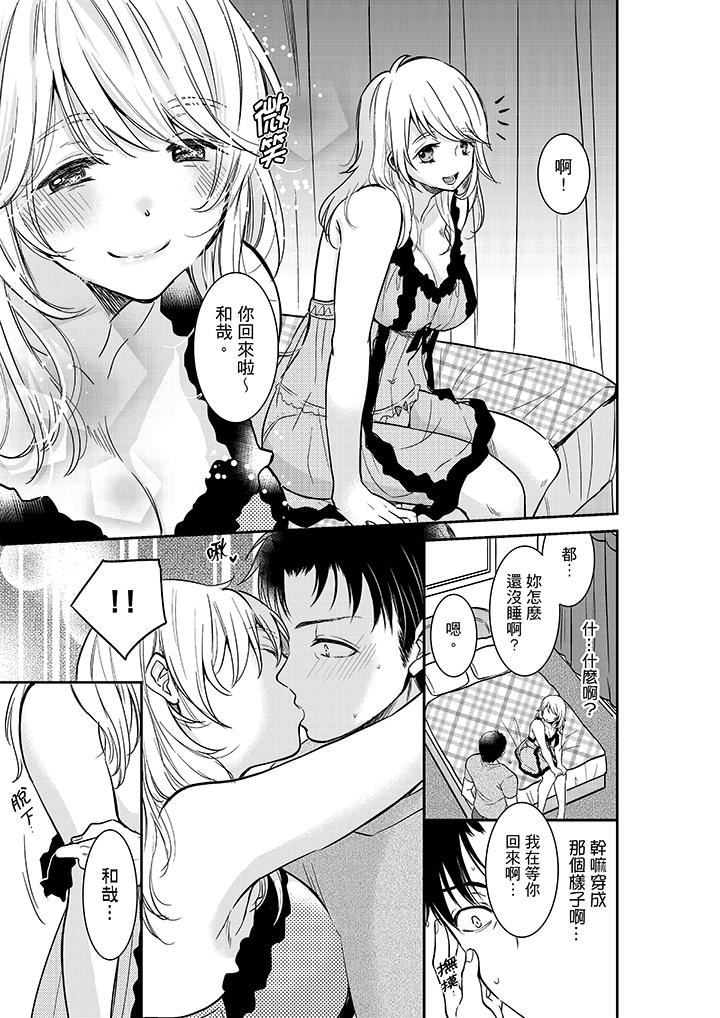 啊！
微笑
你回來啦～
和哉。
都…
妳怎麼
還沒睡啊？
嗯。
什…什麼啊？
幹嘛穿成
那個樣子啊…
我在等你
回來啊…
撫摸…
啾
!!
和哉…
脫下…